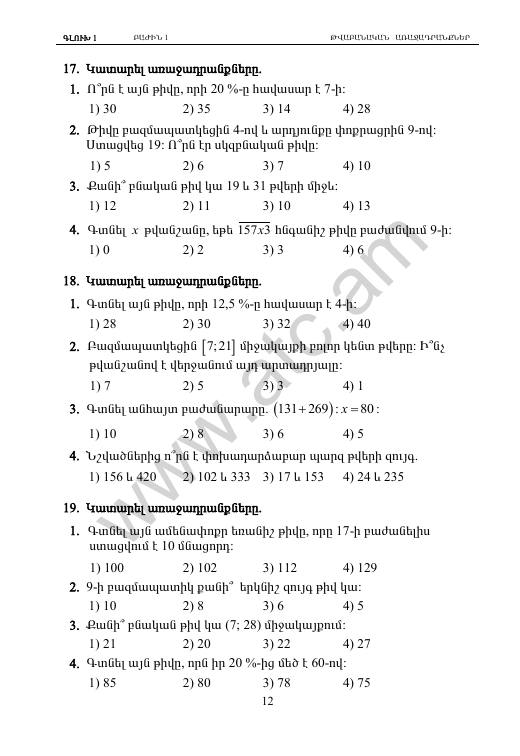 ԳԼՈՒԽ 1 ԲԱԺԻՆ 1 ԹՎԱԲԱՆԱԿԱՆ ԱՌԱՋԱԴՐԱՆՔՆԵՐ
17. Կատարել առաջադրանքները.
1. Ո՞րն է այն թիվը, որի 20 %-ը հավասար է 7-ի:
1) 30 2) 35 3) 14 4) 28
2. Թիվը բազմապատկեցին 4-ով և արդյունքը փոքրացրին 9-ով:
Ստացվեց 19: Ո՞րն էր սկզբնական թիվը:
1) 5 2) 6 3) 7 4) 10
3. Քանի՞ բնական թիվ կա 19 և 31 թվերի միջև:
1) 12 2) 11 3) 10 4) 13
4. Գտնել x թվանշանը, եթե 157x3 հնգանիշ թիվը բաժանվում 9-ի:
1) 0 2) 2 3) 3 4) 6
18. Կատարել առաջադրանքները.
1. Գտնել այն թիվը, որի 12,5 %-ը հավասար է 4-ի:
1) 28 2) 30 3) 32 4) 40
2. Բազմապատկեցին [7;21] միջակայքի բոլոր կենտ թվերը: Ի՞նչ
թվանշանով է վերջանում այդ արտադրյալը:
1) 7 2) 5 3) 3 4) 1
3. Գտնել անհայտ բաժանարարը. (131+269):x=80:
1) 10 2) 8 3) 6 4) 5
4. Նշվածներից ո՞րն է փոխադարձաբար պարզ թվերի զույգ.
1) 156 և 420 2) 102 և 333 3) 17 և 153 4) 24 և 235
19. Կատարել առաջադրանքները.
1. Գտնել այն ամենափոքր եռանիշ թիվը, որը 17-ի բաժանելիս
ստացվում է 10 մնացորդ:
1) 100 2) 102 3) 112 4) 129
2. 9-ի բազմապատիկ քանի՞ երկնիշ զույգ թիվ կա:
1) 10 2) 8 3) 6 4) 5
3. Քանի՞ բնական թիվ կա (7; 28) միջակայքում:
1) 21 2) 20 3) 22 4) 27
4. Գտնել այն թիվը, որն իր 20 %-ից մեծ է 60-ով:
1) 85 2) 80 3) 78 4) 75
12
www.atc.am